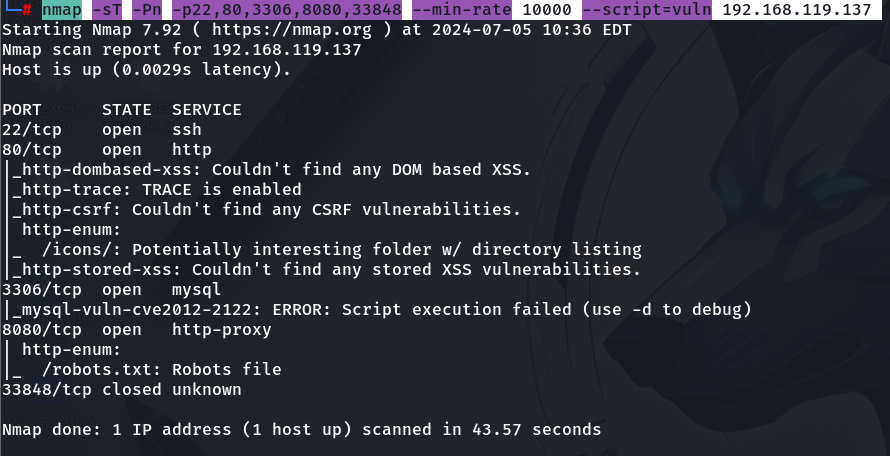 # nmap -sT -Pn -p22,80,3306,8080,33848 --min-rate 10000 --script=vuln 192.168.119.137
Starting Nmap 7.92 ( https://nmap.org ) at 2024-07-05 10:36 EDT
Nmap scan report for 192.168.119.137
Host is up (0.0029s latency).

PORT      STATE  SERVICE
22/tcp    open   ssh
80/tcp    open   http
|_http-dombased-xss: Couldn't find any DOM based XSS.
|_http-trace: TRACE is enabled
|_http-csrf: Couldn't find any CSRF vulnerabilities.
| http-enum:
|_  /icons/: Potentially interesting folder w/ directory listing
|_http-stored-xss: Couldn't find any stored XSS vulnerabilities.
3306/tcp  open   mysql
|_mysql-vuln-cve2012-2122: ERROR: Script execution failed (use -d to debug)
8080/tcp  open   http-proxy
| http-enum:
|_  /robots.txt: Robots file
33848/tcp closed unknown

Nmap done: 1 IP address (1 host up) scanned in 43.57 seconds